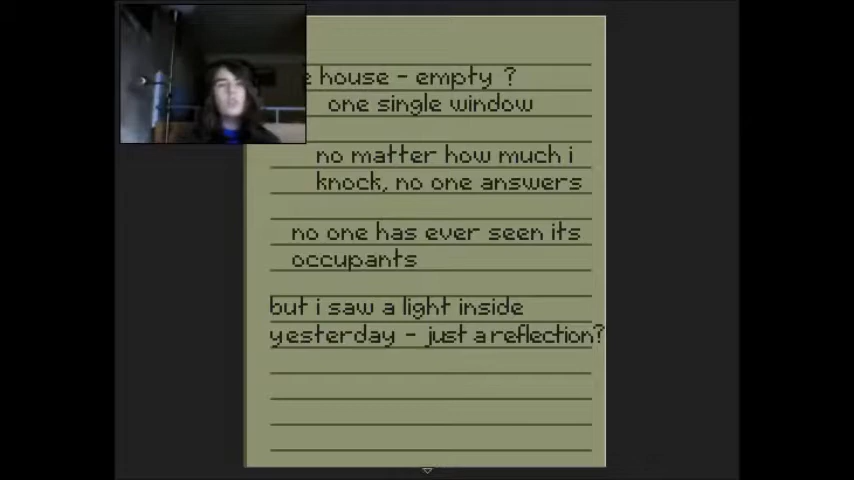 house - empty ?
one single window
no matter how much i
knock, no one answers
no one has ever seen its
occupants
but i saw a light inside
yesterday - just a reflection?